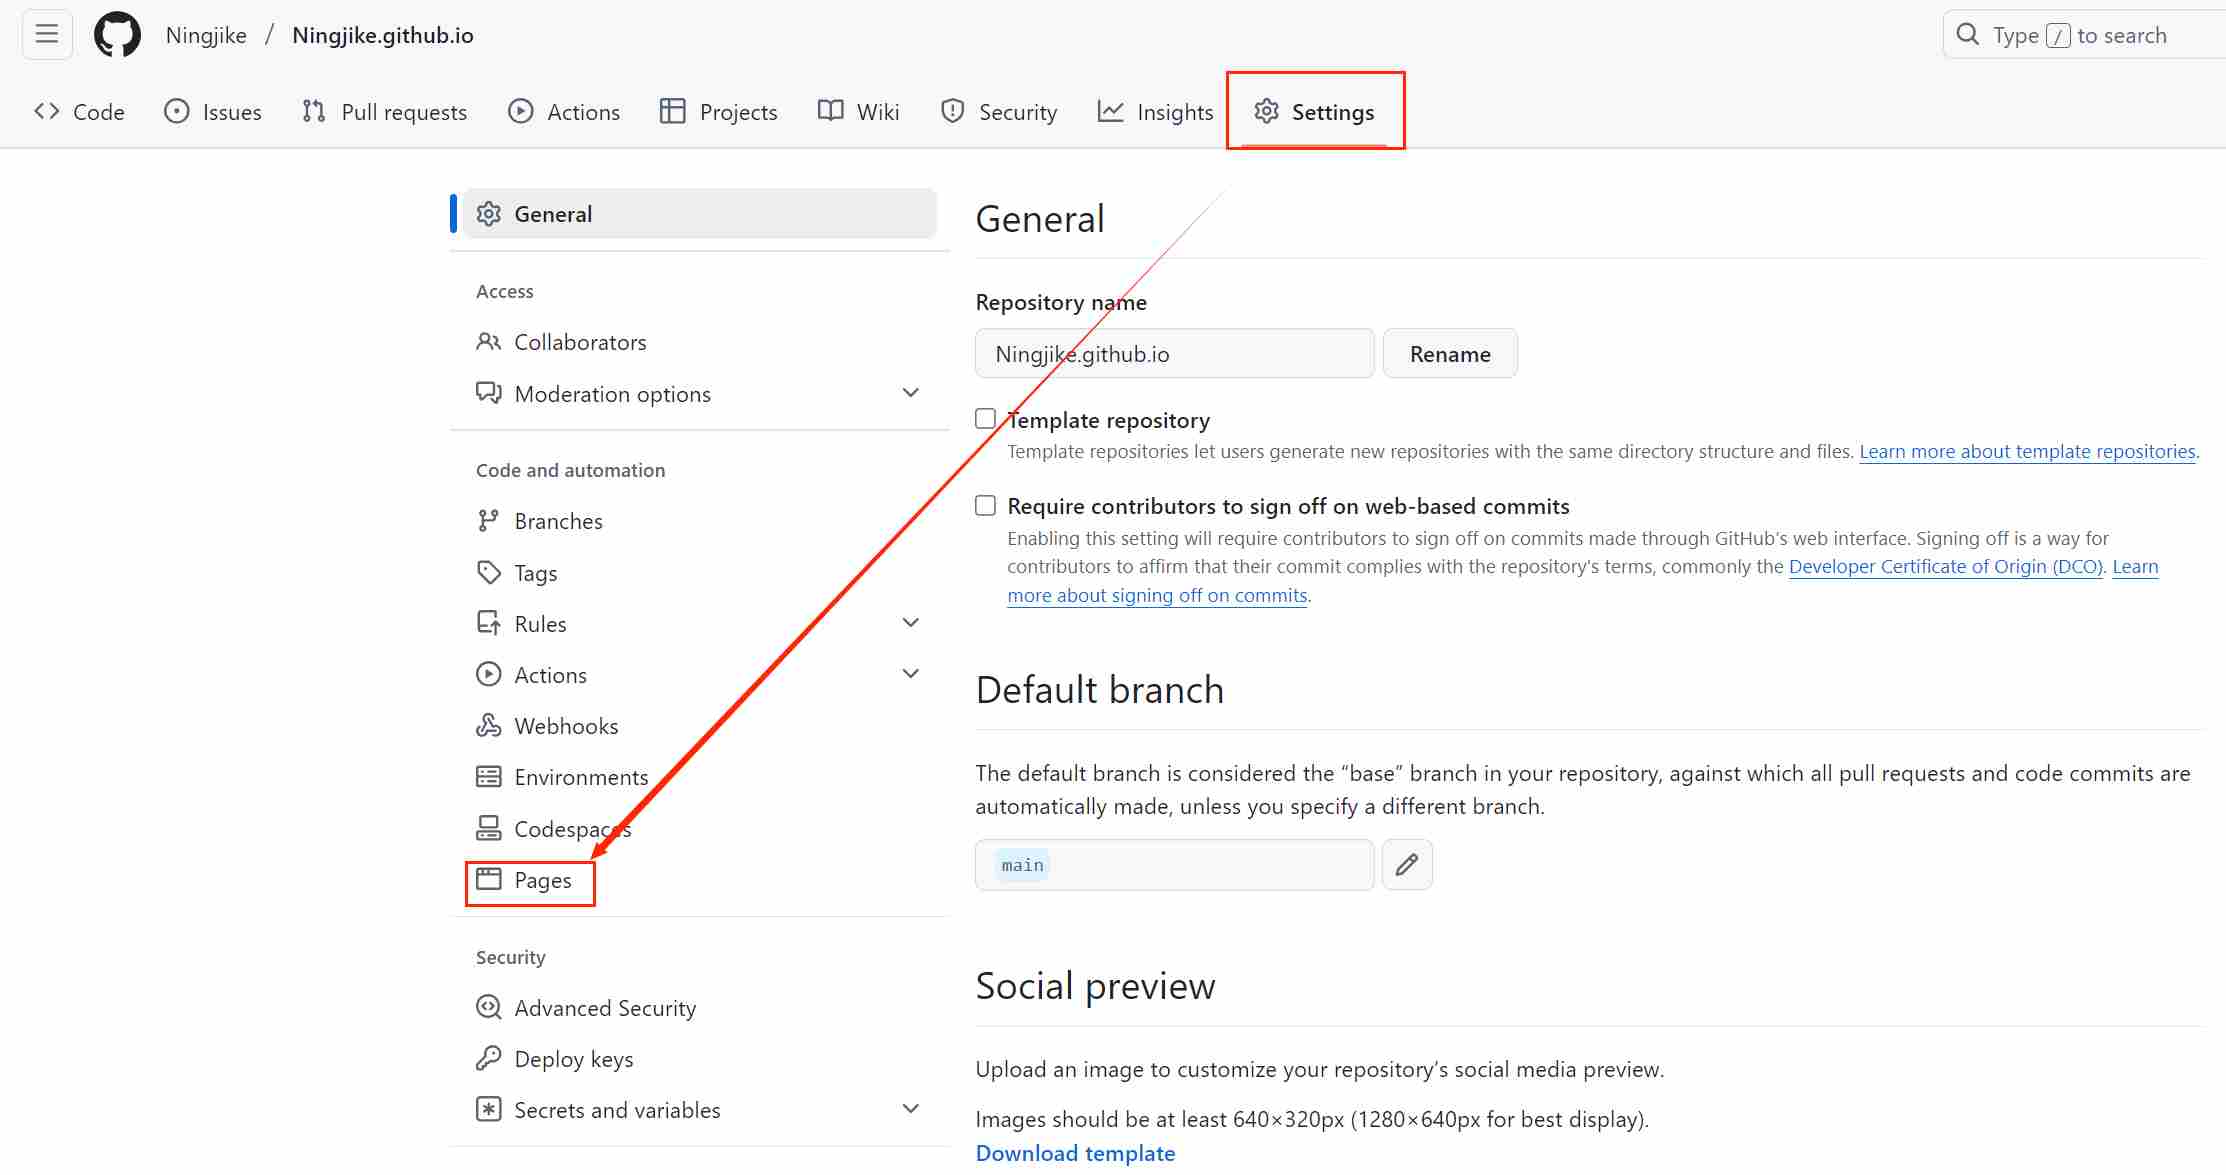 Ningjike / Ningjike.github.io
Type / to search
Code Issues Pull requests Actions Projects Wiki Security Insights Settings
General
Access
Collaborators
Moderation options
Code and automation
Branches
Tags
Rules
Actions
Webhooks
Environments
Codespaces
Pages
Security
Advanced Security
Deploy keys
Secrets and variables
General
Repository name
Ningjike.github.io Rename
Template repository
Template repositories let users generate new repositories with the same directory structure and files. Learn more about template repositories.
Require contributors to sign off on web-based commits
Enabling this setting will require contributors to sign off on commits made through GitHub's web interface. Signing off is a way for
contributors to affirm that their commit complies with the repository's terms, commonly the Developer Certificate of Origin (DCO). Learn
more about signing off on commits.
Default branch
The default branch is considered the “base” branch in your repository, against which all pull requests and code commits are
automatically made, unless you specify a different branch.
main
Social preview
Upload an image to customize your repository's social media preview.
Images should be at least 640×320px (1280×640px for best display).
Download template